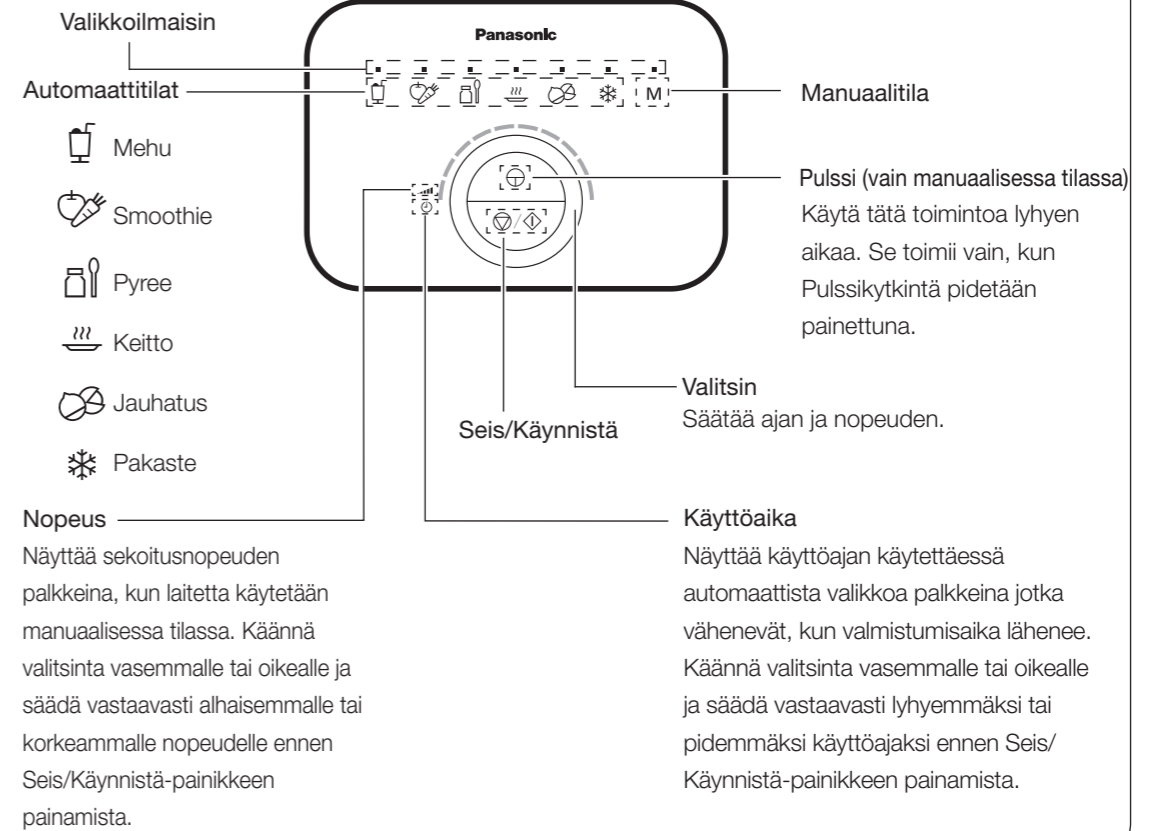 Valikkoilmaisin
Panasonic
Automaattitilat
M
Manuaalitila
Mehu
Smoothie
Pyree
Keitto
Jauhatus
Pakaste
Pulssi (vain manuaalisessa tilassa)
Käytä tätä toimintoa lyhyen
aikaa. Se toimii vain, kun
Pulssikytkintä pidetään
painettuna.
Valitsin
Säätää ajan ja nopeuden.
Seis/Käynnistä
Nopeus
Näyttää sekoitusnopeuden
palkkeina, kun laitetta käytetään
manuaalisessa tilassa. Käännä
valitsinta vasemmalle tai oikealle ja
säädä vastaavasti alhaisemmalle tai
korkeammalle nopeudelle ennen
Seis/Käynnistä-painikkeen
painamista.
Käyttöaika
Näyttää käyttöajan käytettäessä
automaattista valikkoa palkkeina jotka
vähenevät, kun valmistumisaika lähenee.
Käännä valitsinta vasemmalle tai oikealle
ja säädä vastaavasti lyhyemmäksi tai
pidemmäksi käyttöajaksi ennen Seis/
Käynnistä-painikkeen painamista.